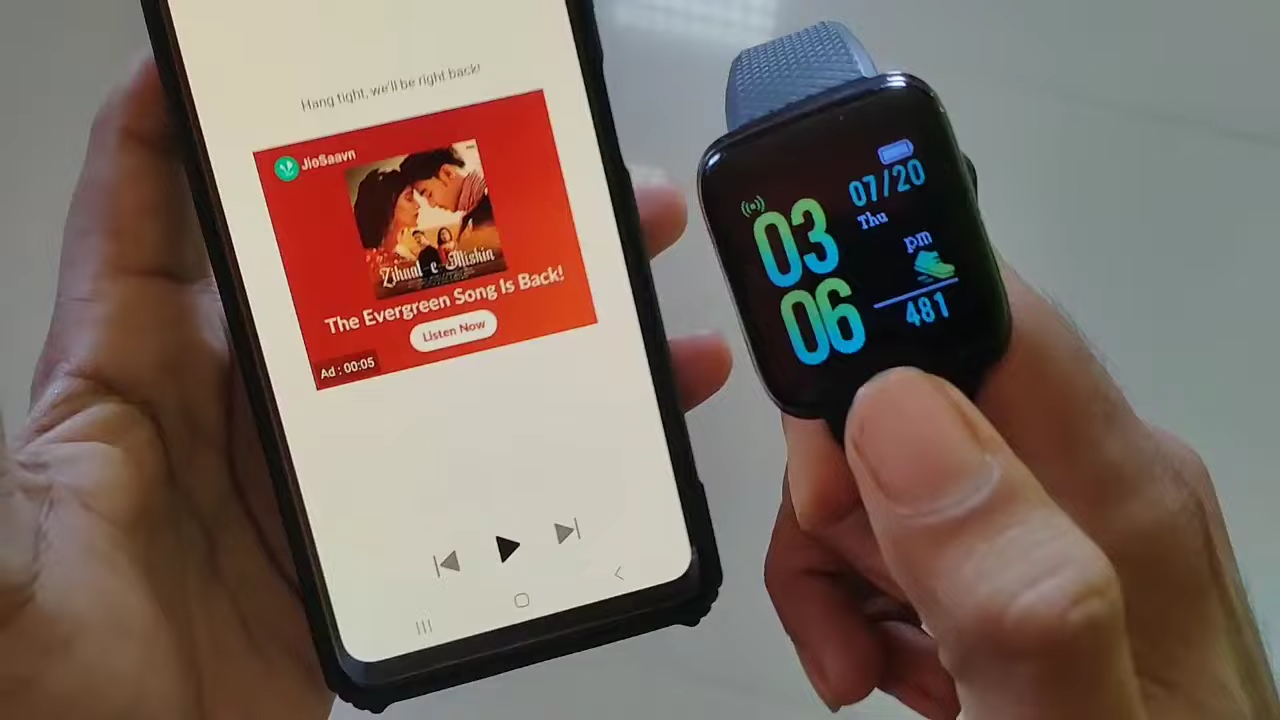 Hang tight, we'll be right back!
JioSaavn
Zihaal-e-Miskin
The Evergreen Song Is Back!
Listen Now
Ad : 00:05
07/20
Thu
03
06
pm
481